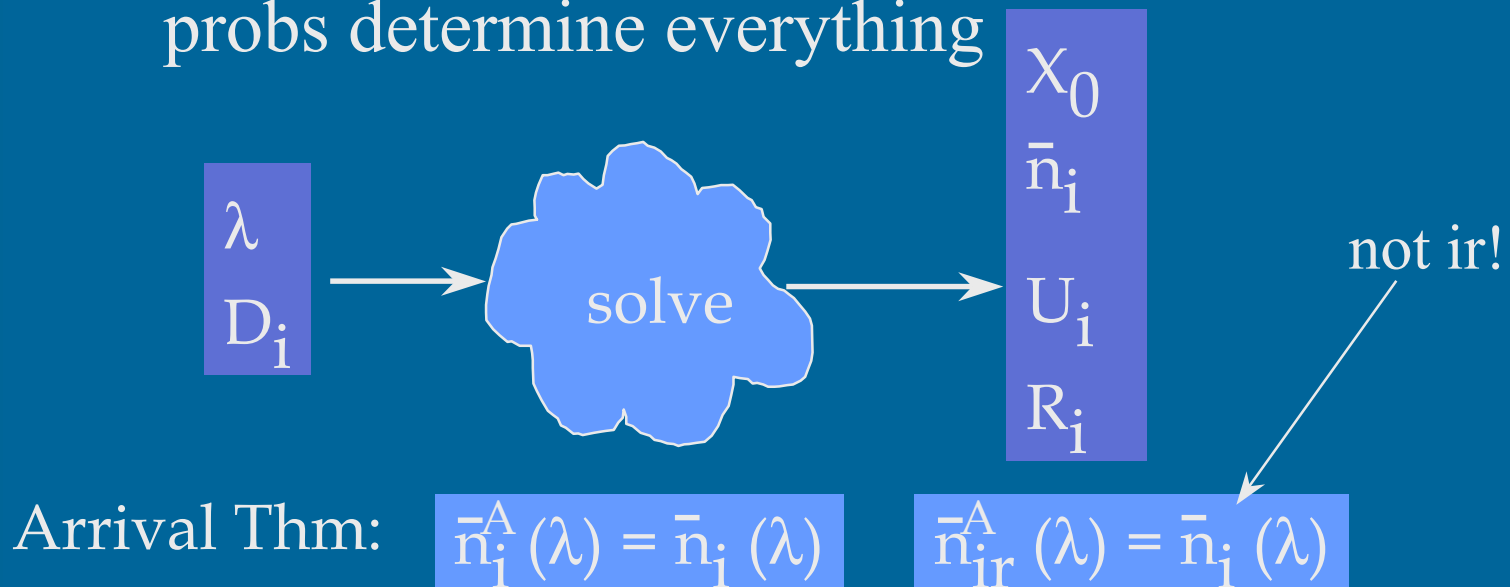 probs determine everything
λ
Dᵢ
solve
X₀
n̄ᵢ
Uᵢ
Rᵢ
not ir!
Arrival Thm: n̄ᵢᴬ (λ) = n̄ᵢ (λ) n̄ᵢᵣᴬ (λ) = n̄ᵢ (λ)